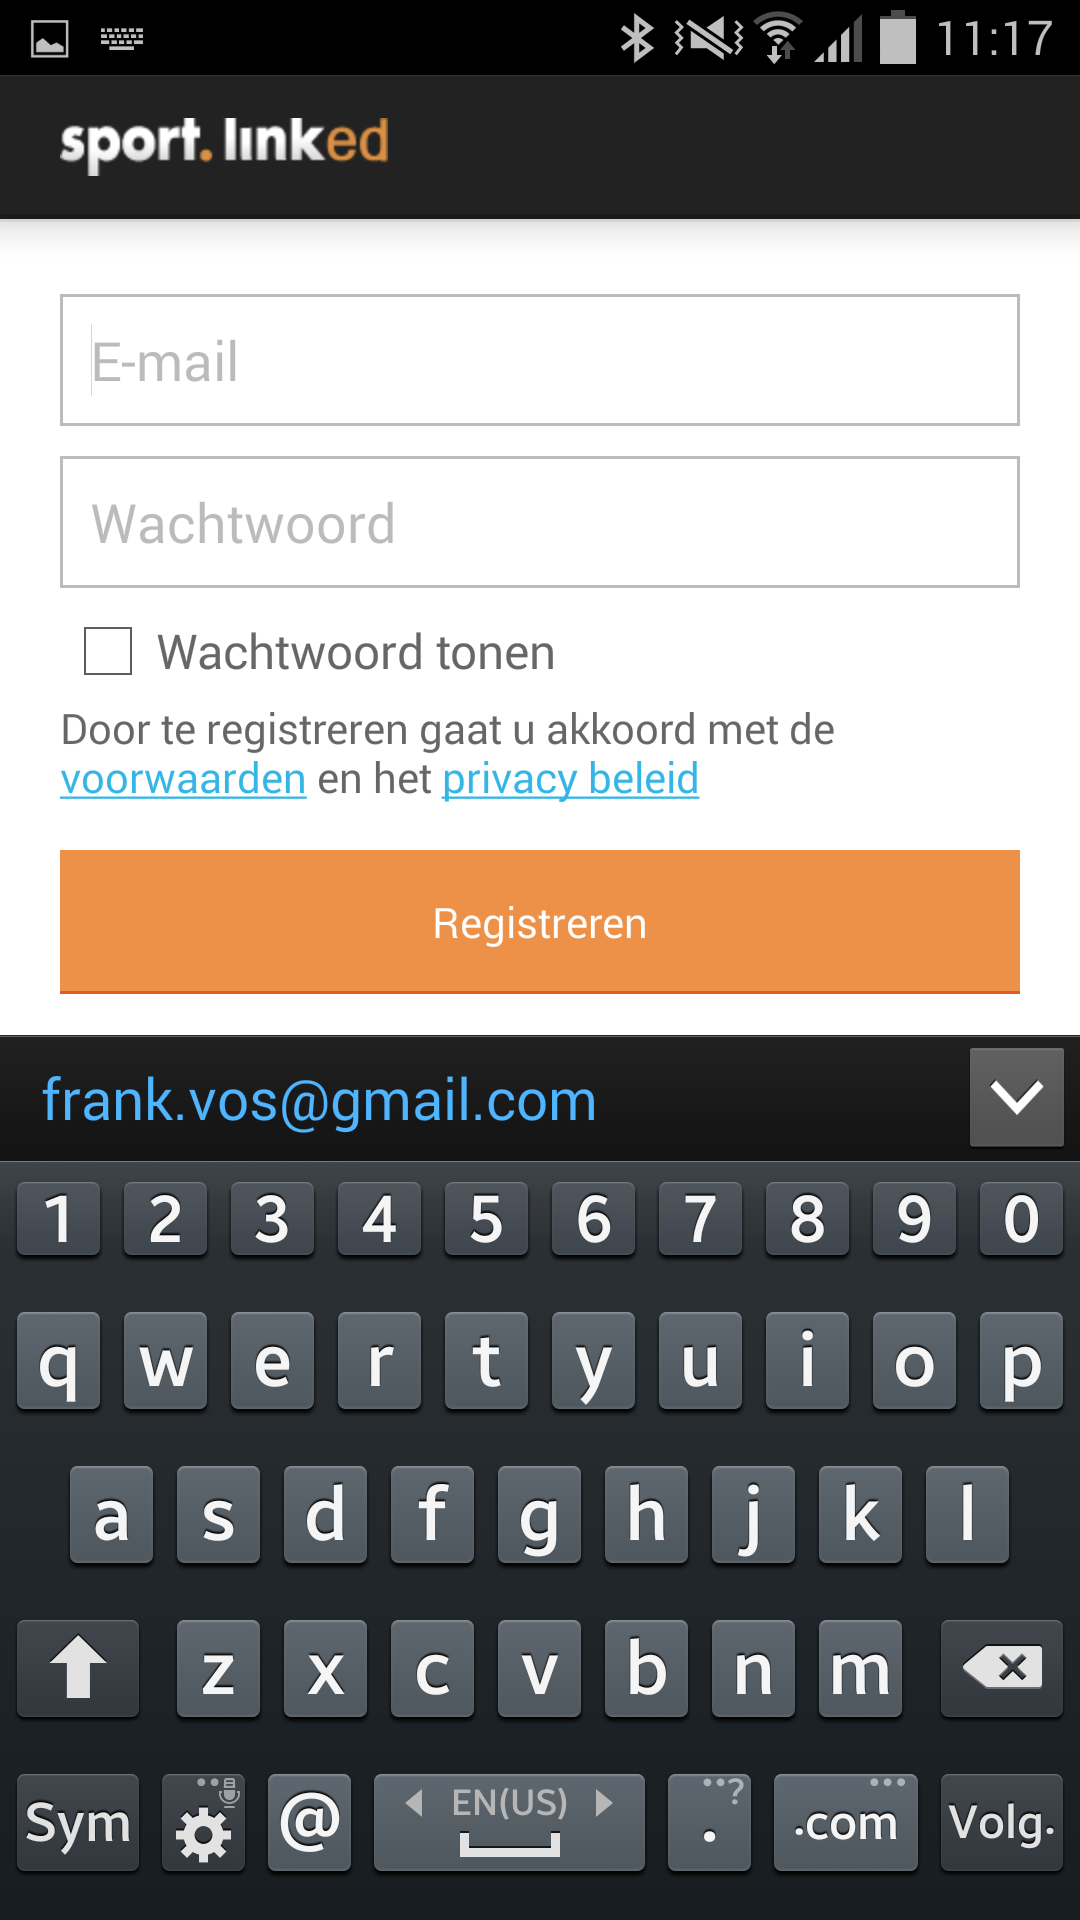 11:17
sport.linked
E-mail
Wachtwoord
Wachtwoord tonen
Door te registreren gaat u akkoord met de
voorwaarden en het privacy beleid
Registreren
frank.vos@gmail.com
1 2 3 4 5 6 7 8 9 0
q w e r t y u i o p
a s d f g h j k l
z x c v b n m
Sym @ EN(US) . ? .com Volg.